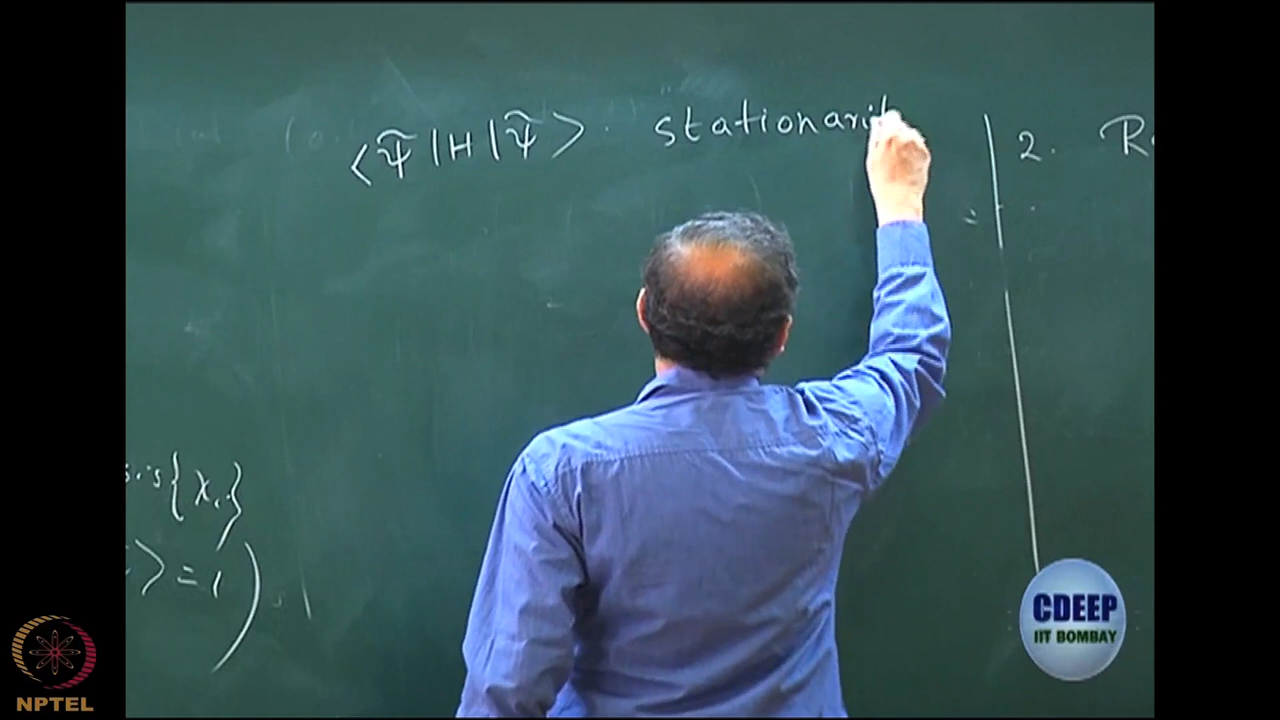 ⟨Ψ̃|H|Ψ̃⟩. stationari
2. R
{χᵢ}
⟩ = 1)
CDEEP
IIT BOMBAY
NPTEL